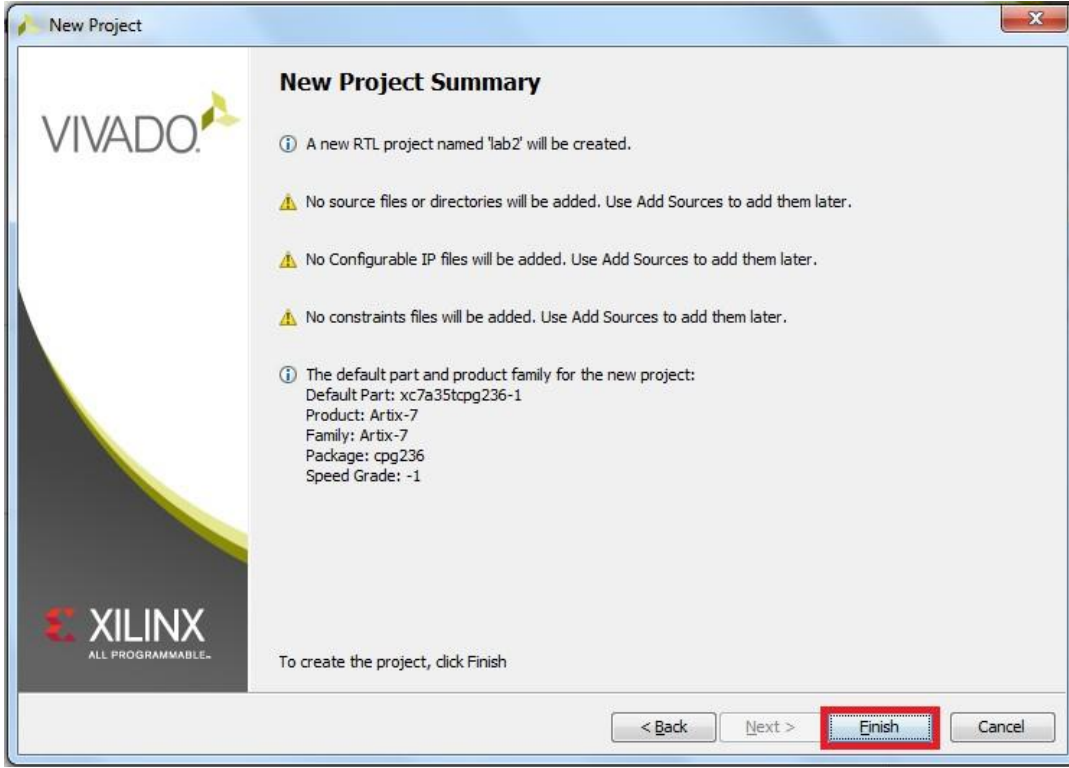 New Project
VIVADO.
New Project Summary
A new RTL project named 'lab2' will be created.
No source files or directories will be added. Use Add Sources to add them later.
No Configurable IP files will be added. Use Add Sources to add them later.
No constraints files will be added. Use Add Sources to add them later.
The default part and product family for the new project:
Default Part: xc7a35tcpg236-1
Product: Artix-7
Family: Artix-7
Package: cpg236
Speed Grade: -1
XILINX
ALL PROGRAMMABLE™
To create the project, click Finish
< Back Next > Finish Cancel